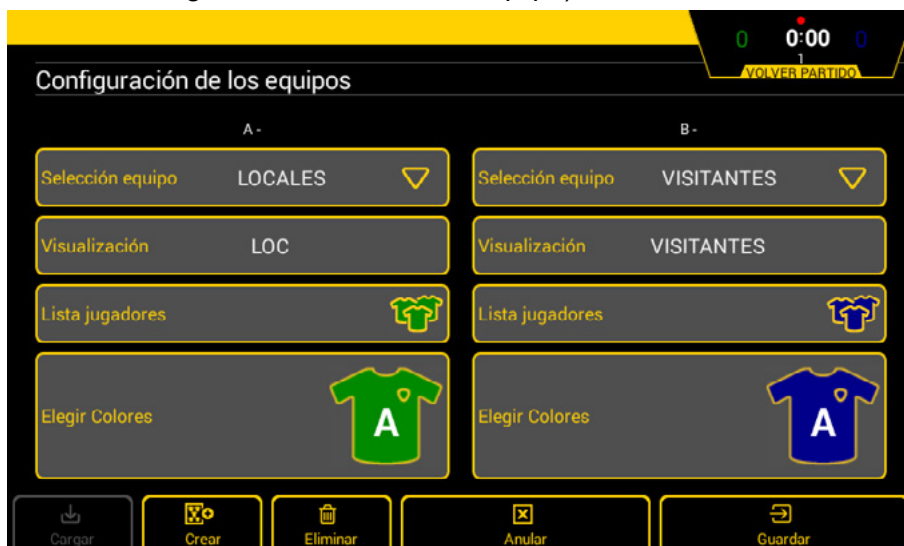 0 0:00 0
1
VOLVER PARTIDO
Configuración de los equipos
A - B -
Selección equipo LOCALES Selección equipo VISITANTES
Visualización LOC Visualización VISITANTES
Lista jugadores Lista jugadores
Elegir Colores A Elegir Colores A
Cargar Crear Eliminar Anular Guardar